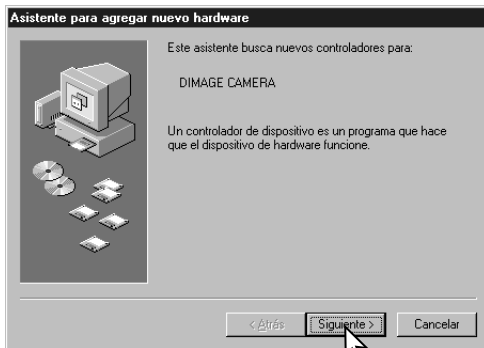 Asistente para agregar nuevo hardware
Este asistente busca nuevos controladores para:
DIMAGE CAMERA
Un controlador de dispositivo es un programa que hace
que el dispositivo de hardware funcione.
< Atrás
Siguiente >
Cancelar